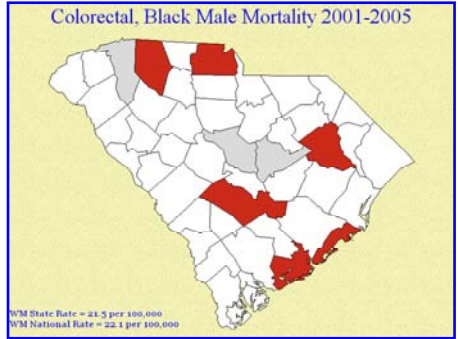 Colorectal, Black Male Mortality 2001-2005
WM State Rate = 21.5 per 100,000
WM National Rate = 22.1 per 100,000